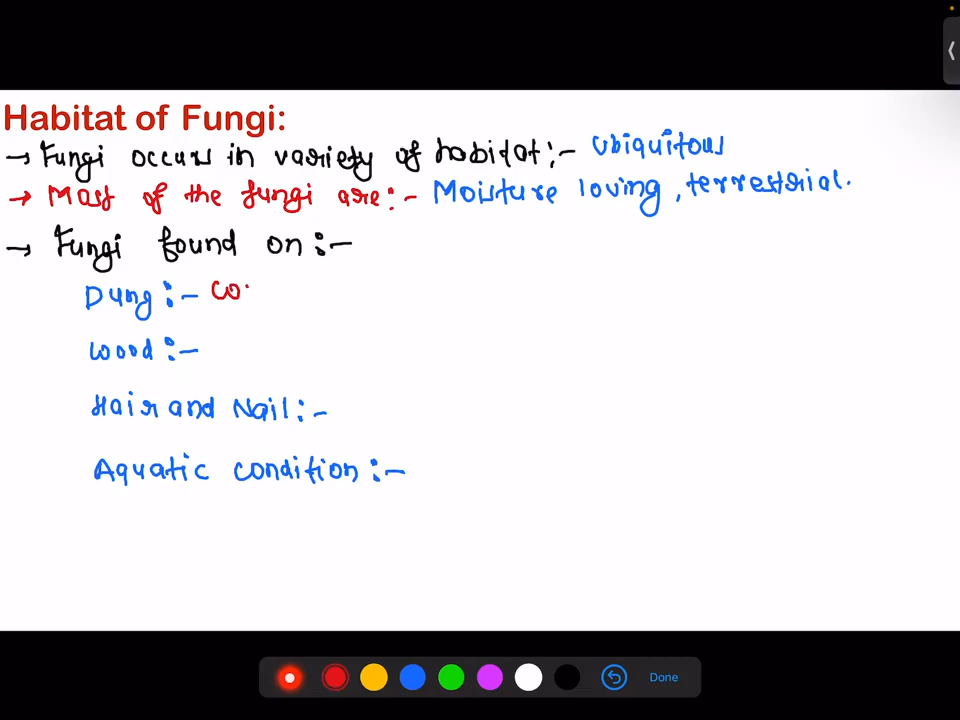 Habitat of Fungi:
→ Fungi occurs in variety of habitat:- Ubiquitous
→ Most of the fungi are:- Moisture loving, terrestrial.
→ Fungi found on:-
Dung:- Co
Wood:-
Hair and Nail:-
Aquatic condition:-
Done